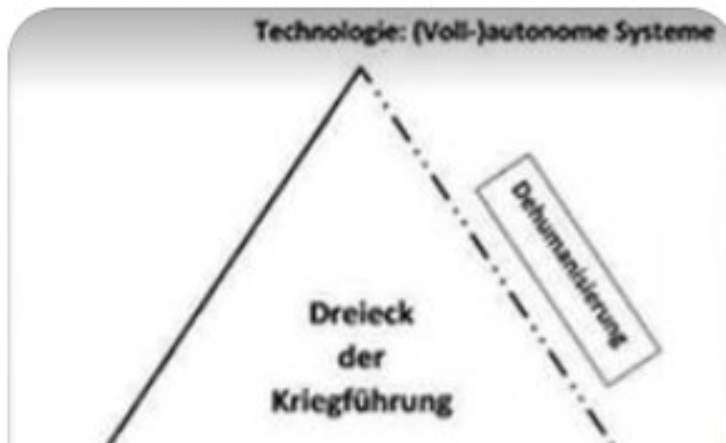 Technologie: (Voll-)autonome Systeme
Dehumanisierung
Dreieck
der
Kriegführung